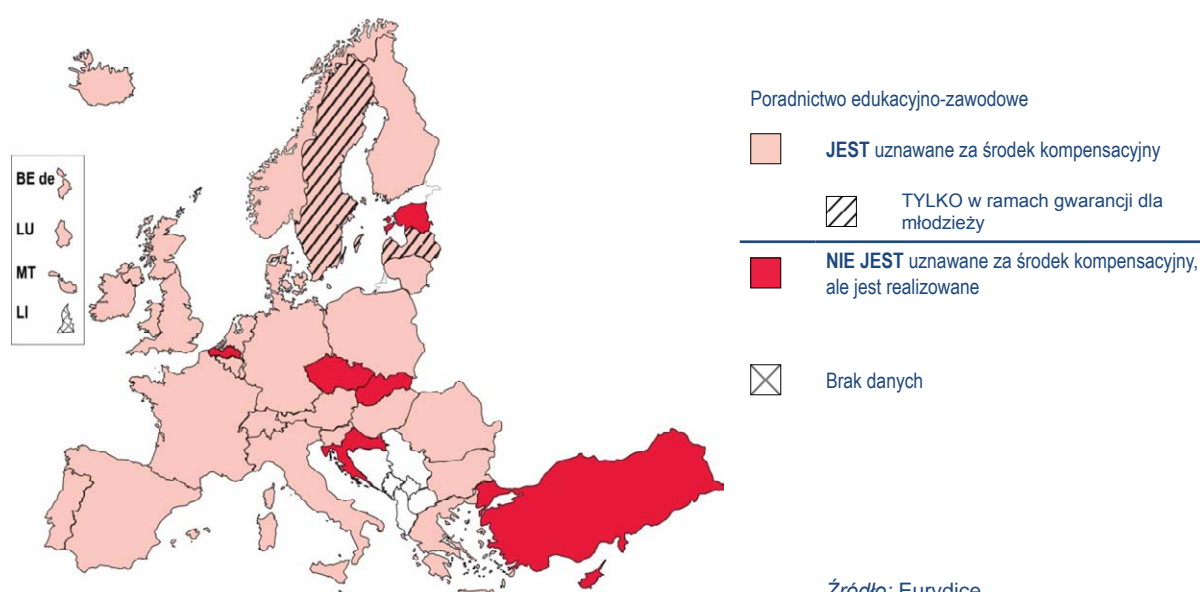 BE de
LU
MT
LI
Poradnictwo edukacyjno-zawodowe
JEST uznawane za środek kompensacyjny
TYLKO w ramach gwarancji dla
młodzieży
NIE JEST uznawane za środek kompensacyjny,
ale jest realizowane
Brak danych
Źródło: Eurydice